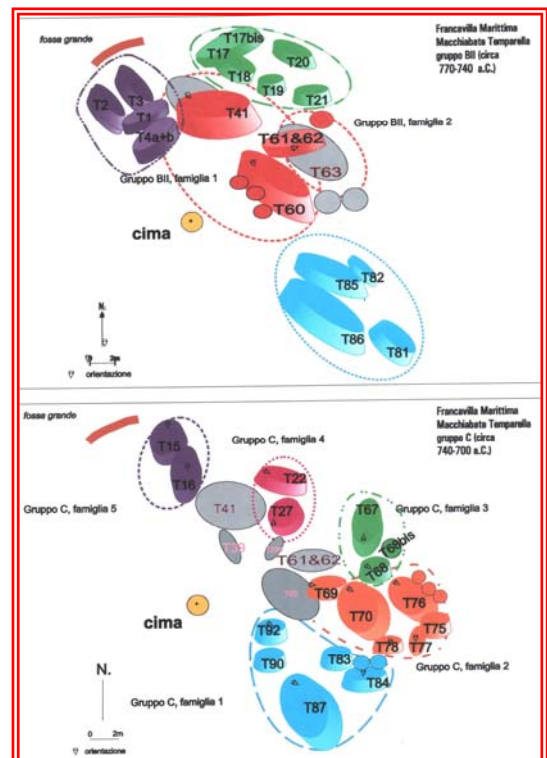 fossa grande
Francavilla Marittima
Macchiabate Temparella
gruppo BII (circa
770-740 a.C.)
T17bis
T17
T20
T18
T19
T21
T2
T3
T1
T4a+b
T41
Gruppo BII, famiglia 2
T61&62
T63
Gruppo BII, famiglia 1
T60
cima
T82
T85
T86
T81
N.
0 2m
orientazione
fossa grande
Francavilla Marittima
Macchiabate Temparella
gruppo C (circa
740-700 a.C.)
T15
Gruppo C, famiglia 4
T16
T22
T27
Gruppo C, famiglia 5
T41
T67
Gruppo C, famiglia 3
T68bis
T68
T61&62
T69
T70
T76
T75
T77
T78
cima
T92
T90
T83
T84
Gruppo C, famiglia 2
Gruppo C, famiglia 1
T87
N.
0 2m
orientazione